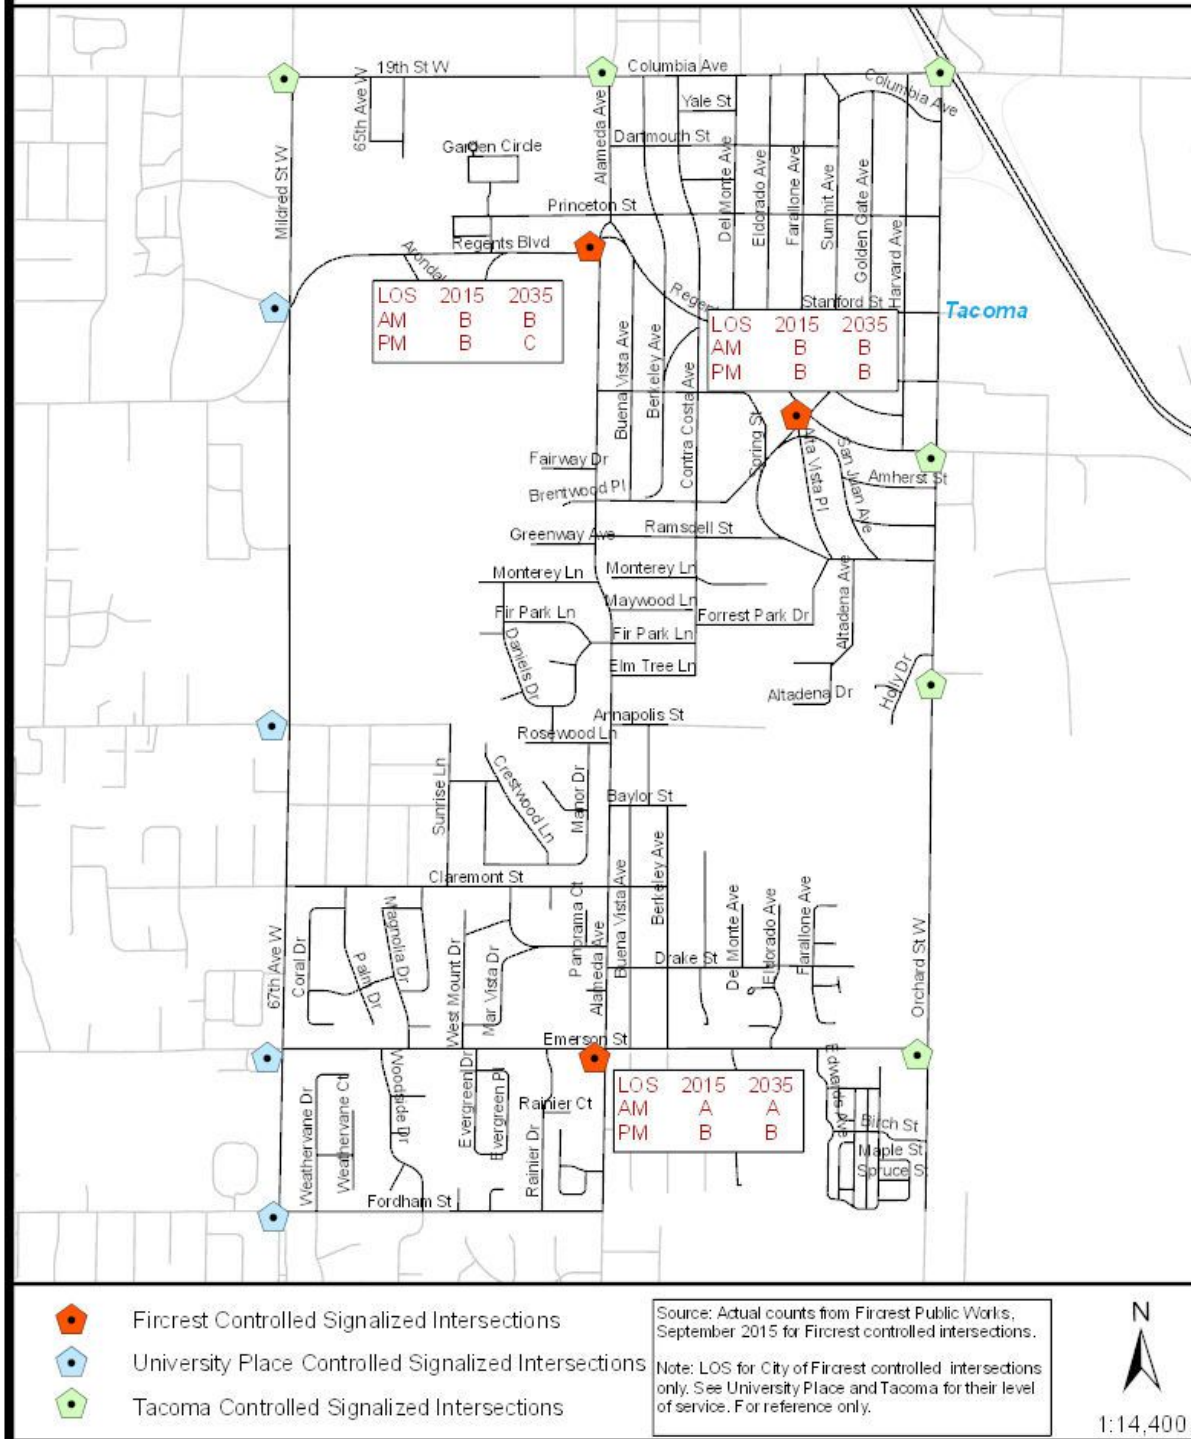 19th St W
Columbia Ave
Columbia Ave
65th Ave W
Yale St
Alameda Ave
Dartmouth St
Garden Circle
Mildred St W
Del Monte Ave
Eldorado Ave
Farallone Ave
Summit Ave
Golden Gate Ave
Harvard Ave
Princeton St
Regents Blvd
LOS 2015 2035
AM B B
PM B C
Stanford St
Tacoma
LOS 2015 2035
AM B B
PM B B
Buena Vista Ave
Berkeley Ave
Contra Costa Ave
Spring St
Alta Vista Pl
San Juan Ave
Amherst St
Fairway Dr
Brentwood Pl
Greenway Ave
Ramsdell St
Monterey Ln
Monterey Ln
Maywood Ln
Forrest Park Dr
Altadena Ave
Fir Park Ln
Fir Park Ln
Daniels Dr
Elm Tree Ln
Altadena Dr
Holly Dr
Annapolis St
Rosewood Ln
Sunrise Ln
Crestwood Ln
Manor Dr
Baylor St
Claremont St
Buena Vista Ave
Berkeley Ave
Panorama Ct
Alameda Ave
Magnolia Dr
Palm Dr
Coral Dr
67th Ave W
West Mount Dr
Mar Vista Dr
Drake St
Del Monte Ave
Eldorado Ave
Farallone Ave
Orchard St W
Emerson St
LOS 2015 2035
AM A A
PM B B
Weathervane Dr
Weathervane Ct
Woodside Dr
Evergreen Dr
Evergreen Pl
Rainier Ct
Rainier Dr
Edwards Ave
Birch St
Maple St
Spruce S
Fordham St
Fircrest Controlled Signalized Intersections
University Place Controlled Signalized Intersections
Tacoma Controlled Signalized Intersections
Source: Actual counts from Fircrest Public Works,
September 2015 for Fircrest controlled intersections.
Note: LOS for City of Fircrest controlled intersections
only. See University Place and Tacoma for their level
of service. For reference only.
N
1:14,400